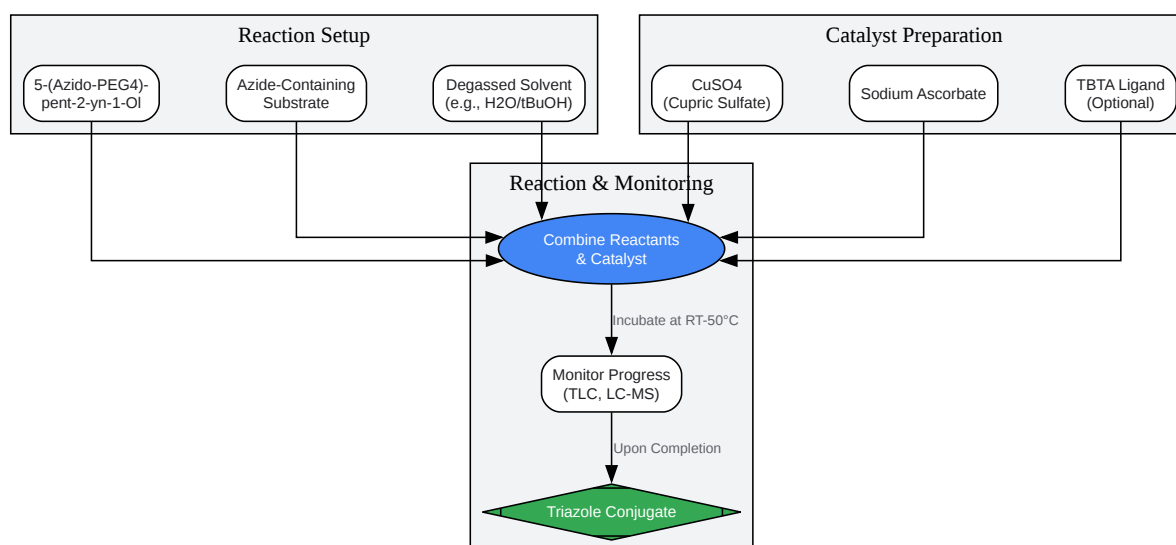 Reaction Setup
5-(Azido-PEG4)-
pent-2-yn-1-Ol
Azide-Containing
Substrate
Degassed Solvent
(e.g., H2O/tBuOH)
Catalyst Preparation
CuSO4
(Cupric Sulfate)
Sodium Ascorbate
TBTA Ligand
(Optional)
Reaction & Monitoring
Combine Reactants
& Catalyst
Incubate at RT-50°C
Monitor Progress
(TLC, LC-MS)
Upon Completion
Triazole Conjugate